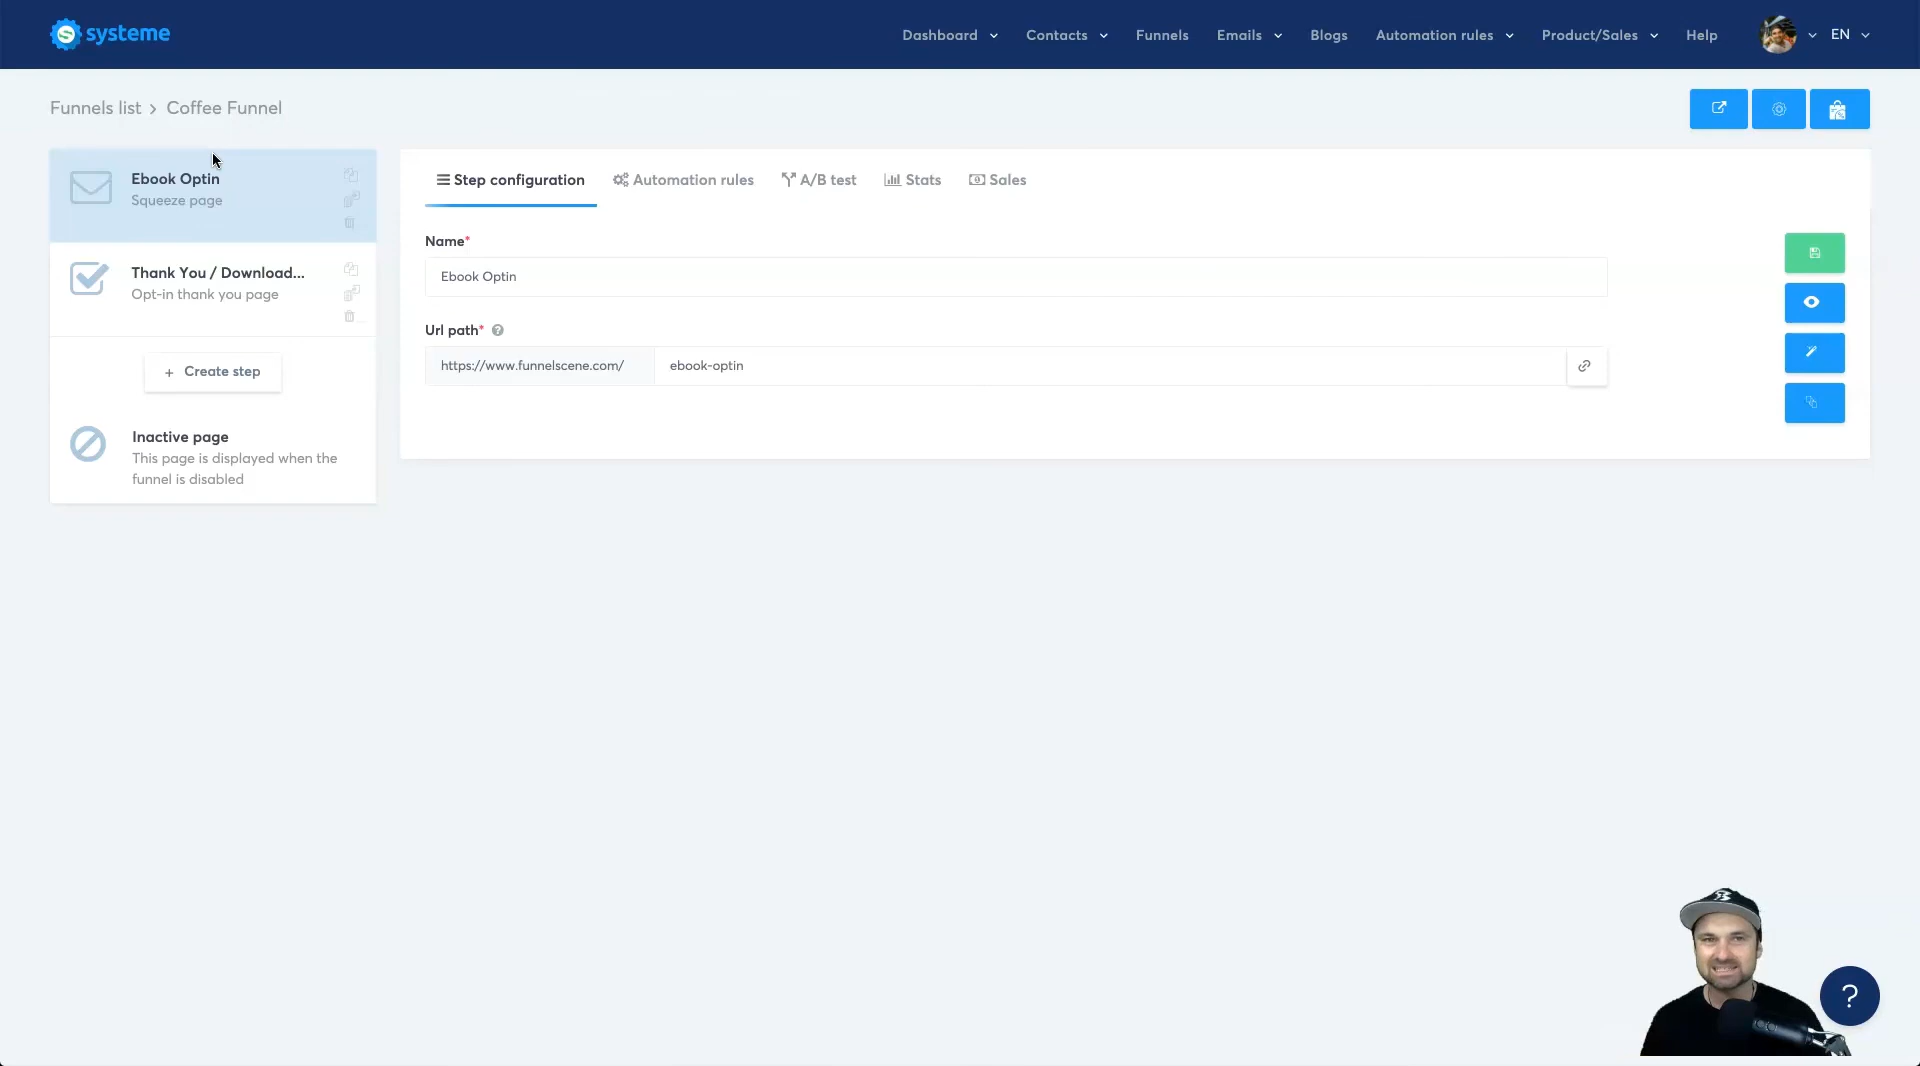 systeme
Dashboard Contacts Funnels Emails Blogs Automation rules Product/Sales Help EN
Funnels list > Coffee Funnel
Ebook Optin
Squeeze page
Thank You / Download...
Opt-in thank you page
+ Create step
Inactive page
This page is displayed when the
funnel is disabled
Step configuration Automation rules A/B test Stats Sales
Name*
Ebook Optin
Url path* ?
https://www.funnelscene.com/ ebook-optin
?